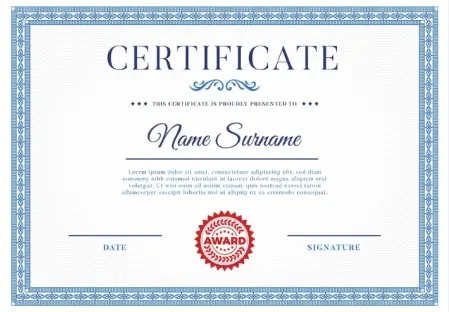 CERTIFICATE
THIS CERTIFICATE IS PROUDLY PRESENTED TO
Name Surname
Lorem ipsum dolor sit amet, consectetuer adipiscing elit, sed diam
nonummy nibh euismod tincidunt ut laoreet dolore magna aliquam erat
volutpat. Ut wisi enim ad minim veniam, quis nostrud exerci tation
ullamcorper suscipit lobortis nisl ut aliquip ex ea commodo consequat.
AWARD
DATE
SIGNATURE